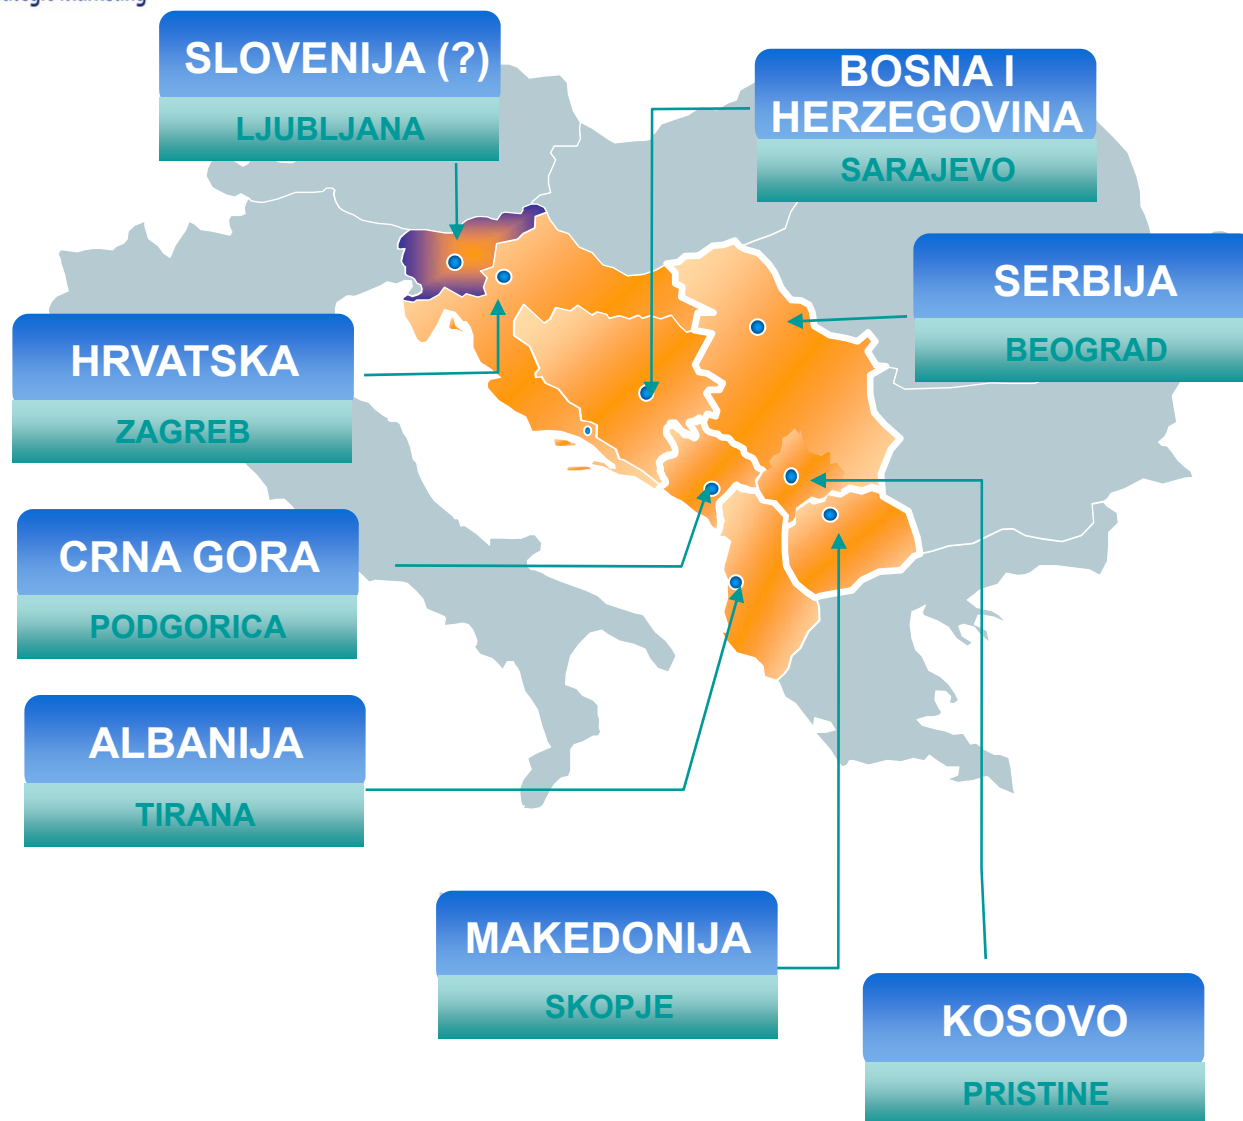 SLOVENIJA (?)
LJUBLJANA
BOSNA I
HERZEGOVINA
SARAJEVO
SERBIJA
BEOGRAD
HRVATSKA
ZAGREB
CRNA GORA
PODGORICA
ALBANIJA
TIRANA
MAKEDONIJA
SKOPJE
KOSOVO
PRISTINE